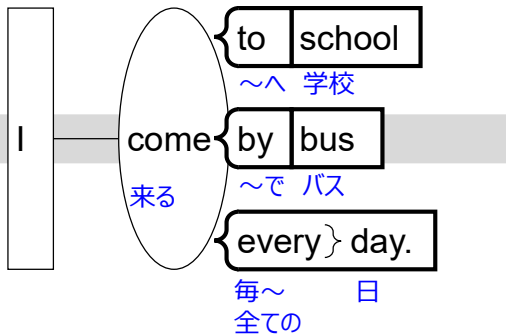 to school
～へ 学校
I come by bus
来る ～で バス
every day.
毎～ 日
全ての